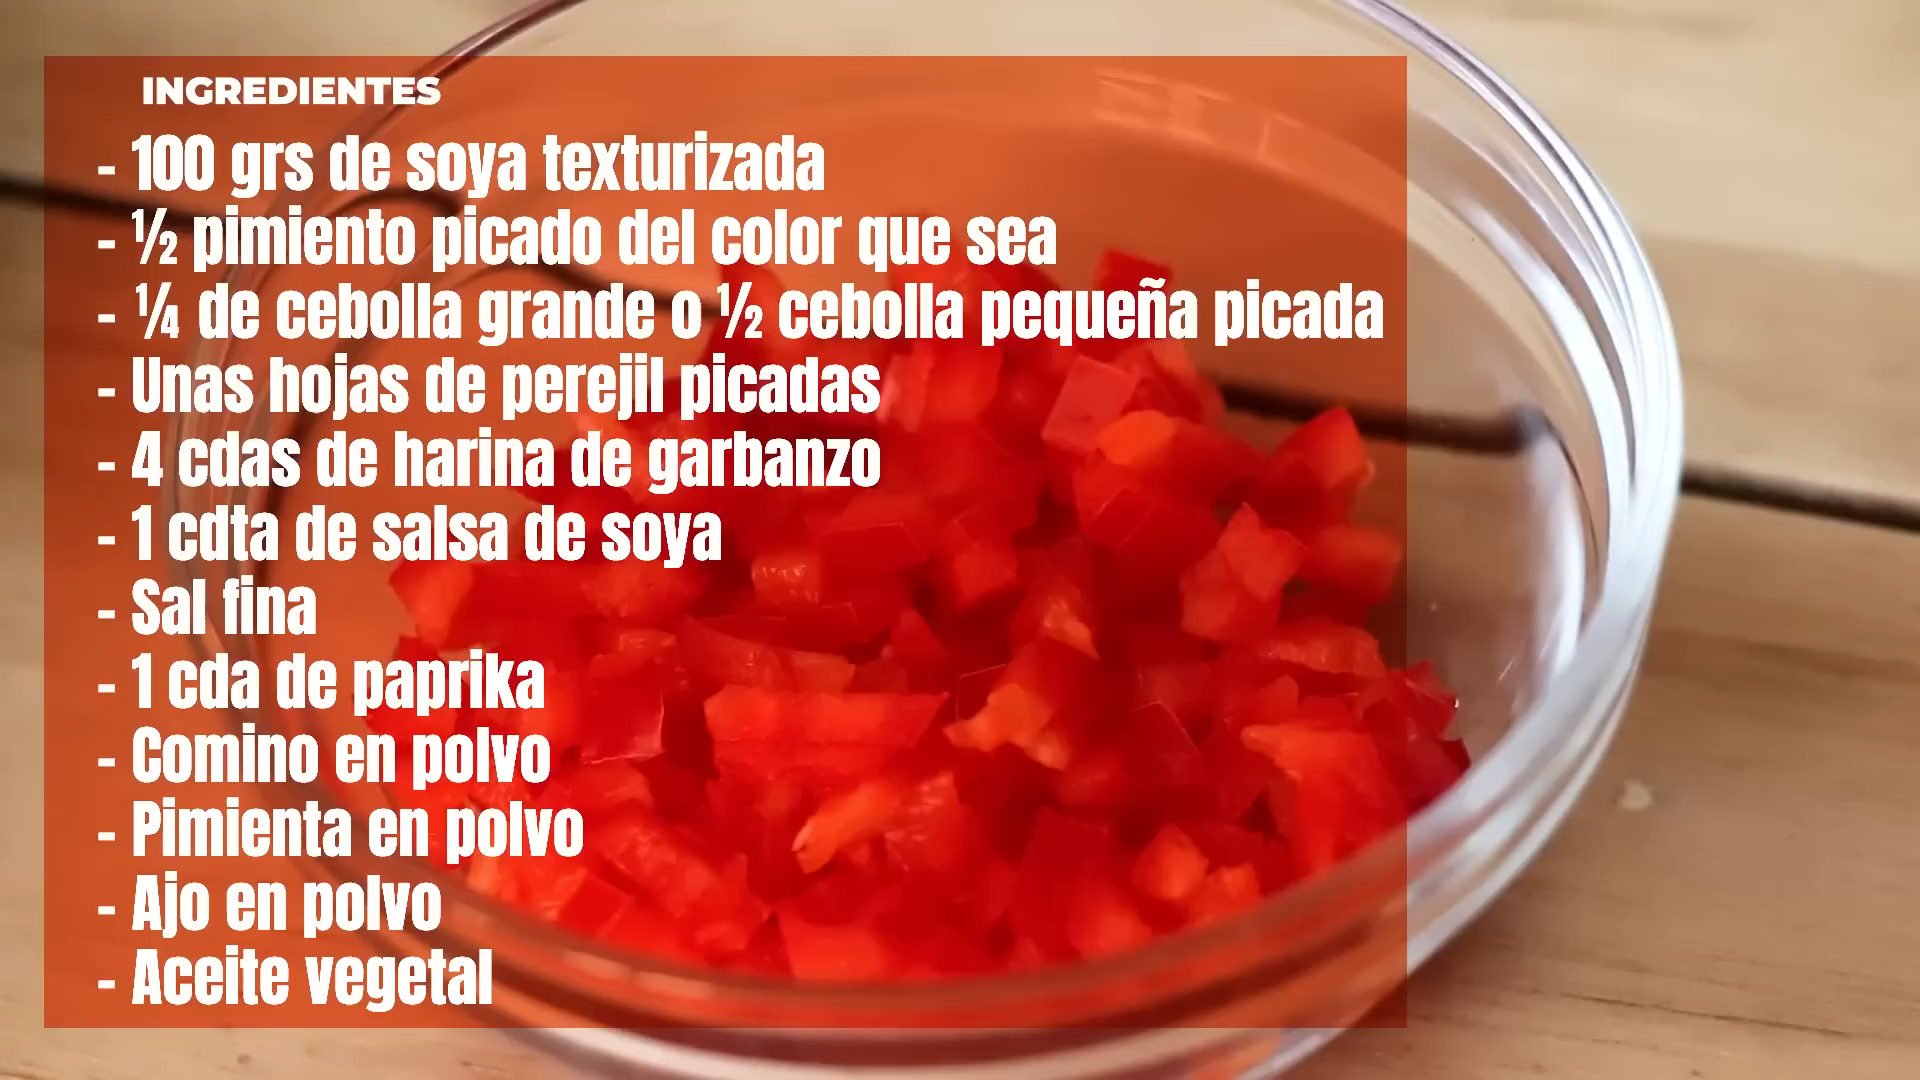 INGREDIENTES
- 100 grs de soya texturizada
- ½ pimiento picado del color que sea
- ¼ de cebolla grande o ½ cebolla pequeña picada
- Unas hojas de perejil picadas
- 4 cdas de harina de garbanzo
- 1 cdta de salsa de soya
- Sal fina
- 1 cda de paprika
- Comino en polvo
- Pimienta en polvo
- Ajo en polvo
- Aceite vegetal